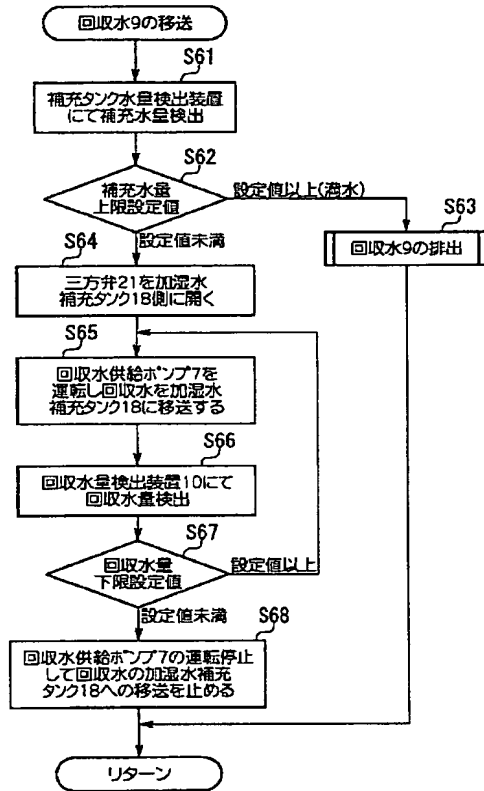 回収水9の移送
S61
補充タンク水量検出装置
にて補充水量検出
S62
補充水量
上限設定値
設定値以上(満水)
S63
回収水9の排出
設定値未満
S64
三方弁21を加湿水
補充タンク18側に開く
S65
回収水供給ポンプ7を
運転し回収水を加湿水
補充タンク18に移送する
S66
回収水量検出装置10にて
回収水量検出
S67
回収水量
下限設定値
設定値以上
設定値未満
S68
回収水供給ポンプ7の運転停止
して回収水の加湿水補充
タンク18への移送を止める
リターン